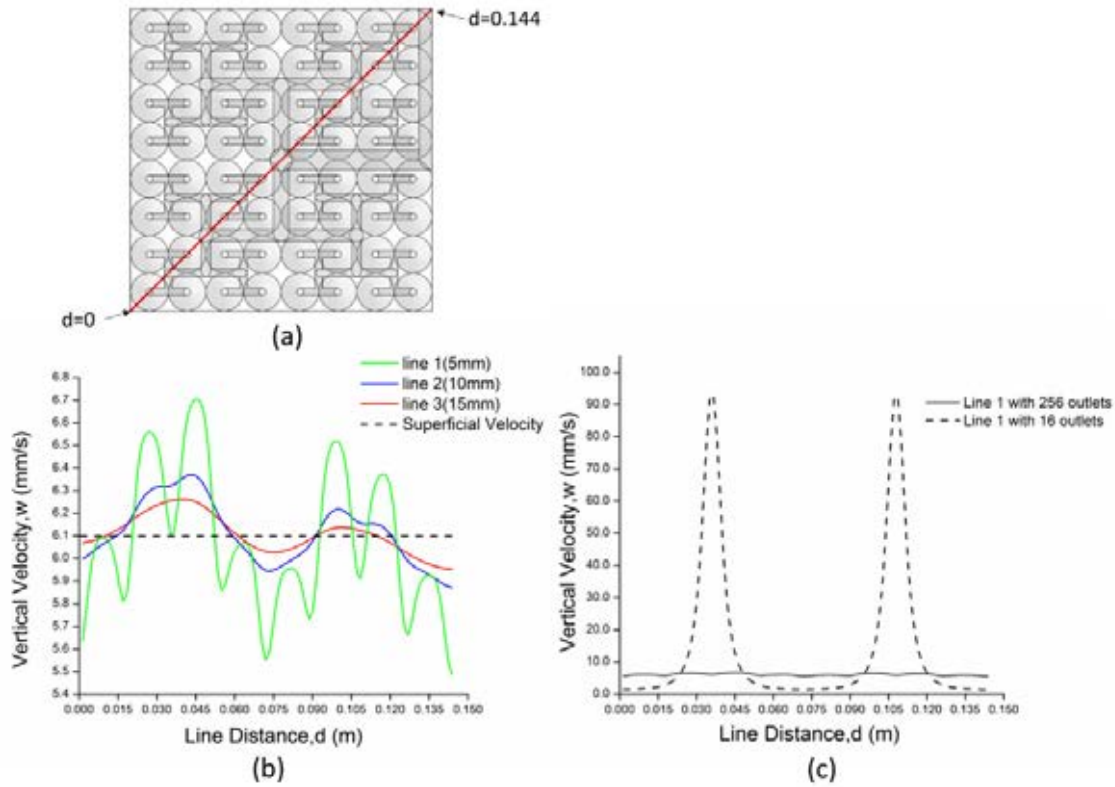 d=0.144
d=0
(a)
line 1(5mm)
line 2(10mm)
line 3(15mm)
Superficial Velocity
6.8
6.7
6.6
6.5
6.4
6.3
6.2
6.1
6.0
5.9
5.8
5.7
5.6
5.5
5.4
Vertical Velocity,w (mm/s)
0.000 0.015 0.030 0.045 0.060 0.075 0.090 0.105 0.120 0.135 0.150
Line Distance,d (m)
(b)
Line 1 with 256 outlets
Line 1 with 16 outlets
100.0
90.0
80.0
70.0
60.0
50.0
40.0
30.0
20.0
10.0
0.0
Vertical Velocity,w (mm/s)
0.000 0.015 0.030 0.045 0.060 0.075 0.090 0.105 0.120 0.135 0.150
Line Distance,d (m)
(c)